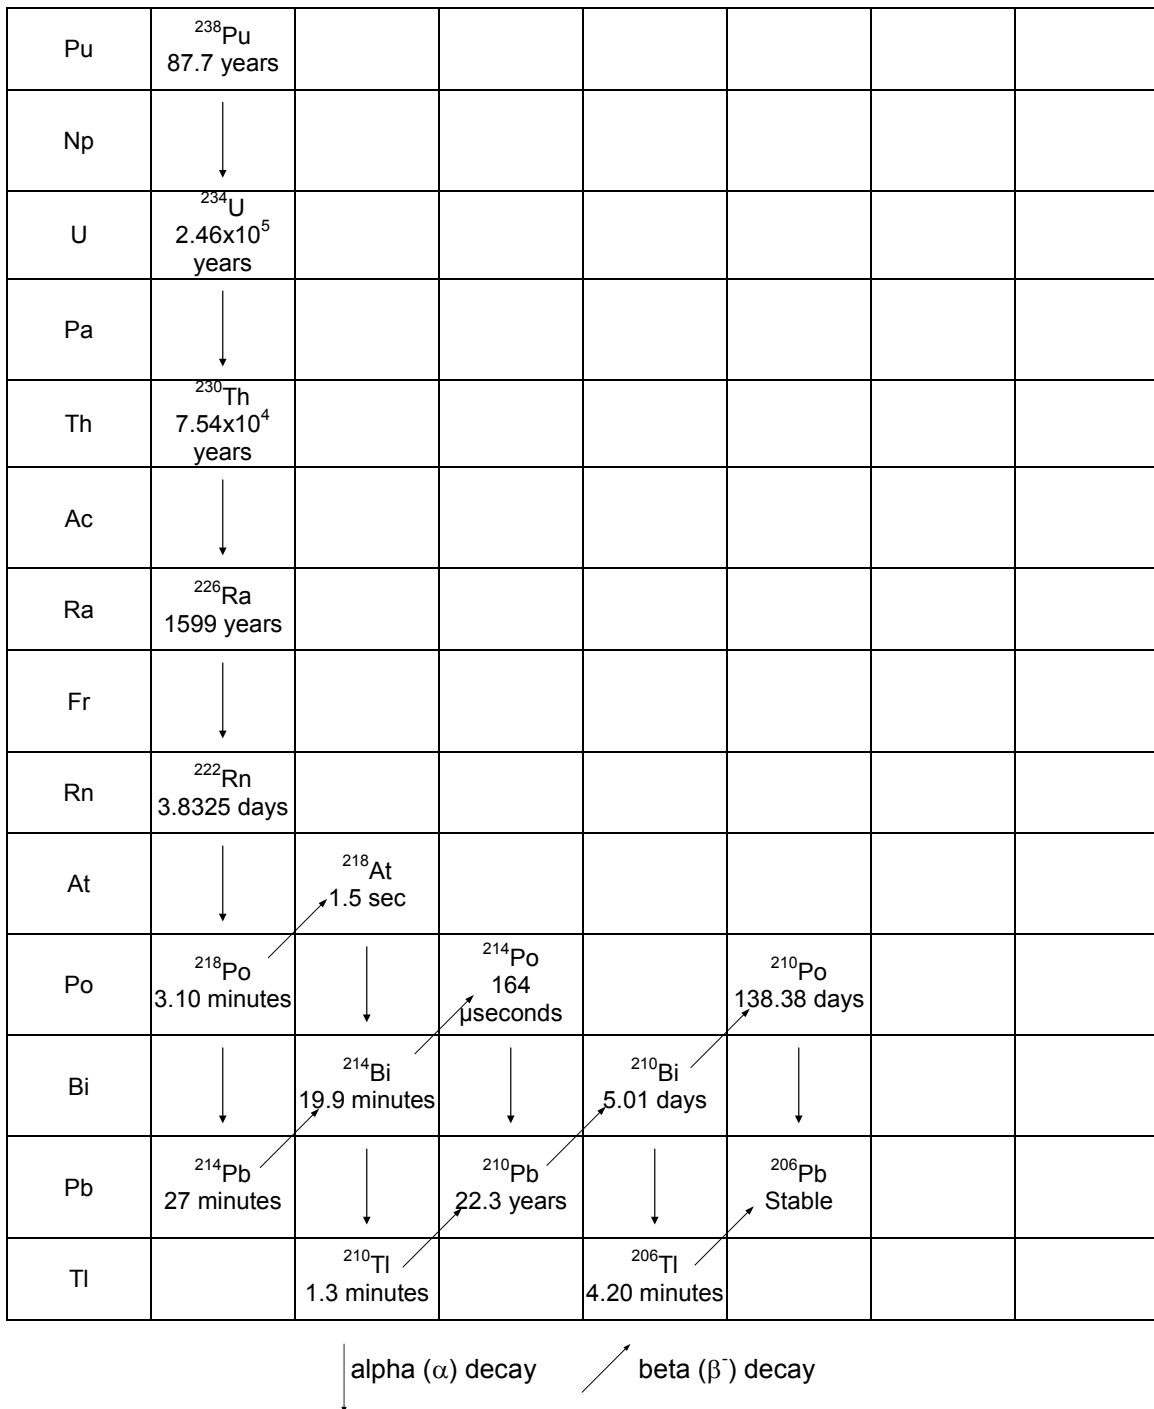 Pu
²³⁸Pu
87.7 years
Np
U
²³⁴U
2.46x10⁵
years
Pa
Th
²³⁰Th
7.54x10⁴
years
Ac
Ra
²²⁶Ra
1599 years
Fr
Rn
²²²Rn
3.8325 days
At
²¹⁸At
1.5 sec
Po
²¹⁸Po
3.10 minutes
²¹⁴Po
164
µseconds
²¹⁰Po
138.38 days
Bi
²¹⁴Bi
19.9 minutes
²¹⁰Bi
5.01 days
Pb
²¹⁴Pb
27 minutes
²¹⁰Pb
22.3 years
²⁰⁶Pb
Stable
Tl
²¹⁰Tl
1.3 minutes
²⁰⁶Tl
4.20 minutes
alpha (α) decay
beta (β⁻) decay